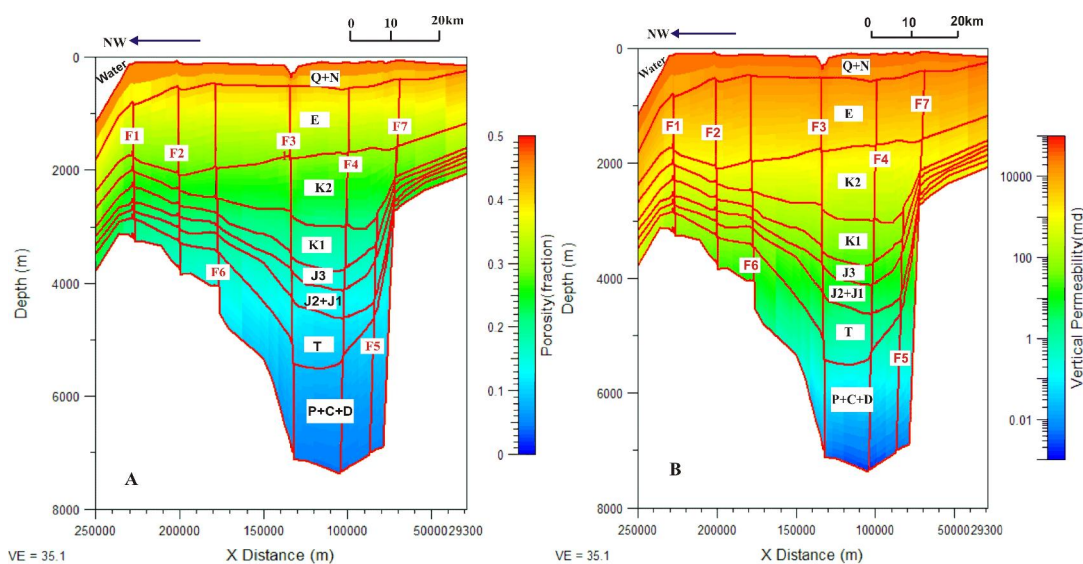 NW
0 10 20km
0
2000
4000
6000
8000
Depth (m)
Water
Q+N
E
K2
K1
J3
J2+J1
T
P+C+D
F1
F2
F3
F4
F7
F6
F5
A
250000 200000 150000 100000 50000 29300
X Distance (m)
VE = 35.1
0.5
0.4
0.3
0.2
0.1
0
Porosity(fraction)
NW
0 10 20km
0
2000
4000
6000
8000
Depth (m)
Water
Q+N
E
K2
K1
J3
J2+J1
T
P+C+D
F1
F2
F3
F4
F7
F6
F5
B
250000 200000 150000 100000 50000 29300
X Distance (m)
VE = 35.1
10000
100
1
0.01
Vertical Permeability(md)